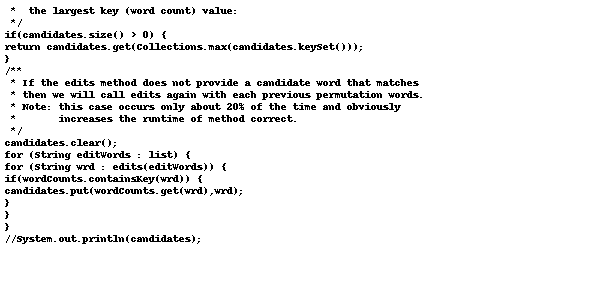 *  the largest key (word count) value:
*/
if(candidates.size() > 0) {
return candidates.get(Collections.max(candidates.keySet()));
}
/**
* If the edits method does not provide a candidate word that matches
* then we will call edits again with each previous permutation words.
* Note: this case occurs only about 20% of the time and obviously
*       increases the runtime of method correct.
*/
candidates.clear();
for (String editWords : list) {
for (String wrd : edits(editWords)) {
if(wordCounts.containsKey(wrd)) {
candidates.put(wordCounts.get(wrd),wrd);
}
}
}
//System.out.println(candidates);